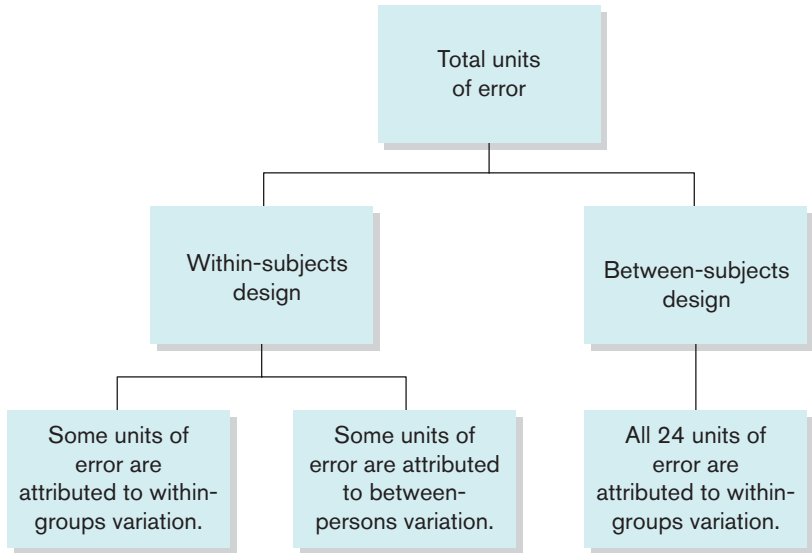 Total units
of error
Within-subjects
design
Between-subjects
design
Some units of
error are
attributed to within-
groups variation.
Some units of
error are attributed
to between-
persons variation.
All 24 units of
error are
attributed to within-
groups variation.